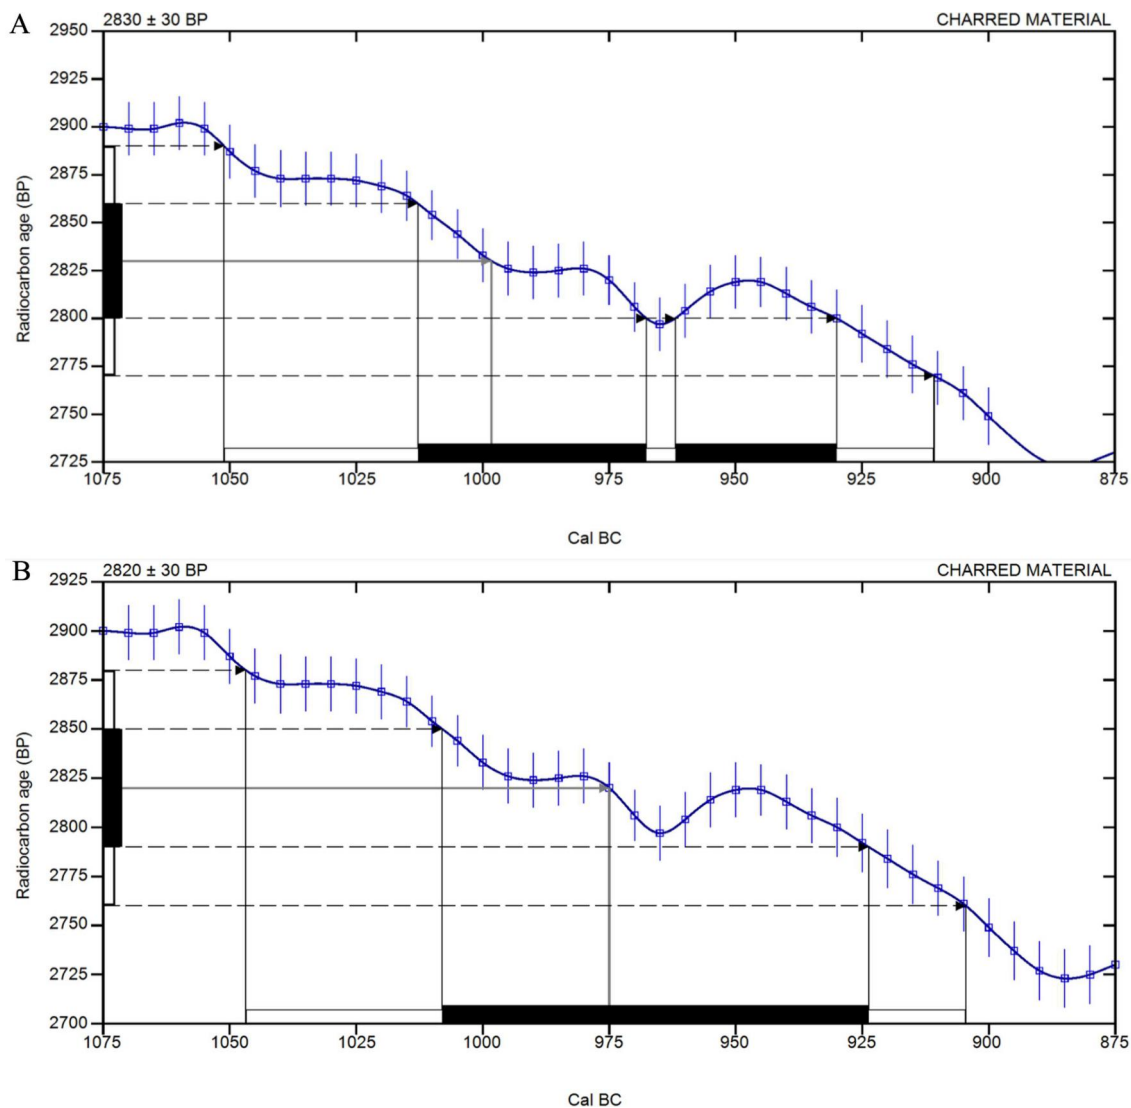 A
2830 ± 30 BP
CHARRED MATERIAL
Radiocarbon age (BP)
2950
2925
2900
2875
2850
2825
2800
2775
2750
2725
1075 1050 1025 1000 975 950 925 900 875
Cal BC
B
2820 ± 30 BP
CHARRED MATERIAL
Radiocarbon age (BP)
2925
2900
2875
2850
2825
2800
2775
2750
2725
2700
1075 1050 1025 1000 975 950 925 900 875
Cal BC